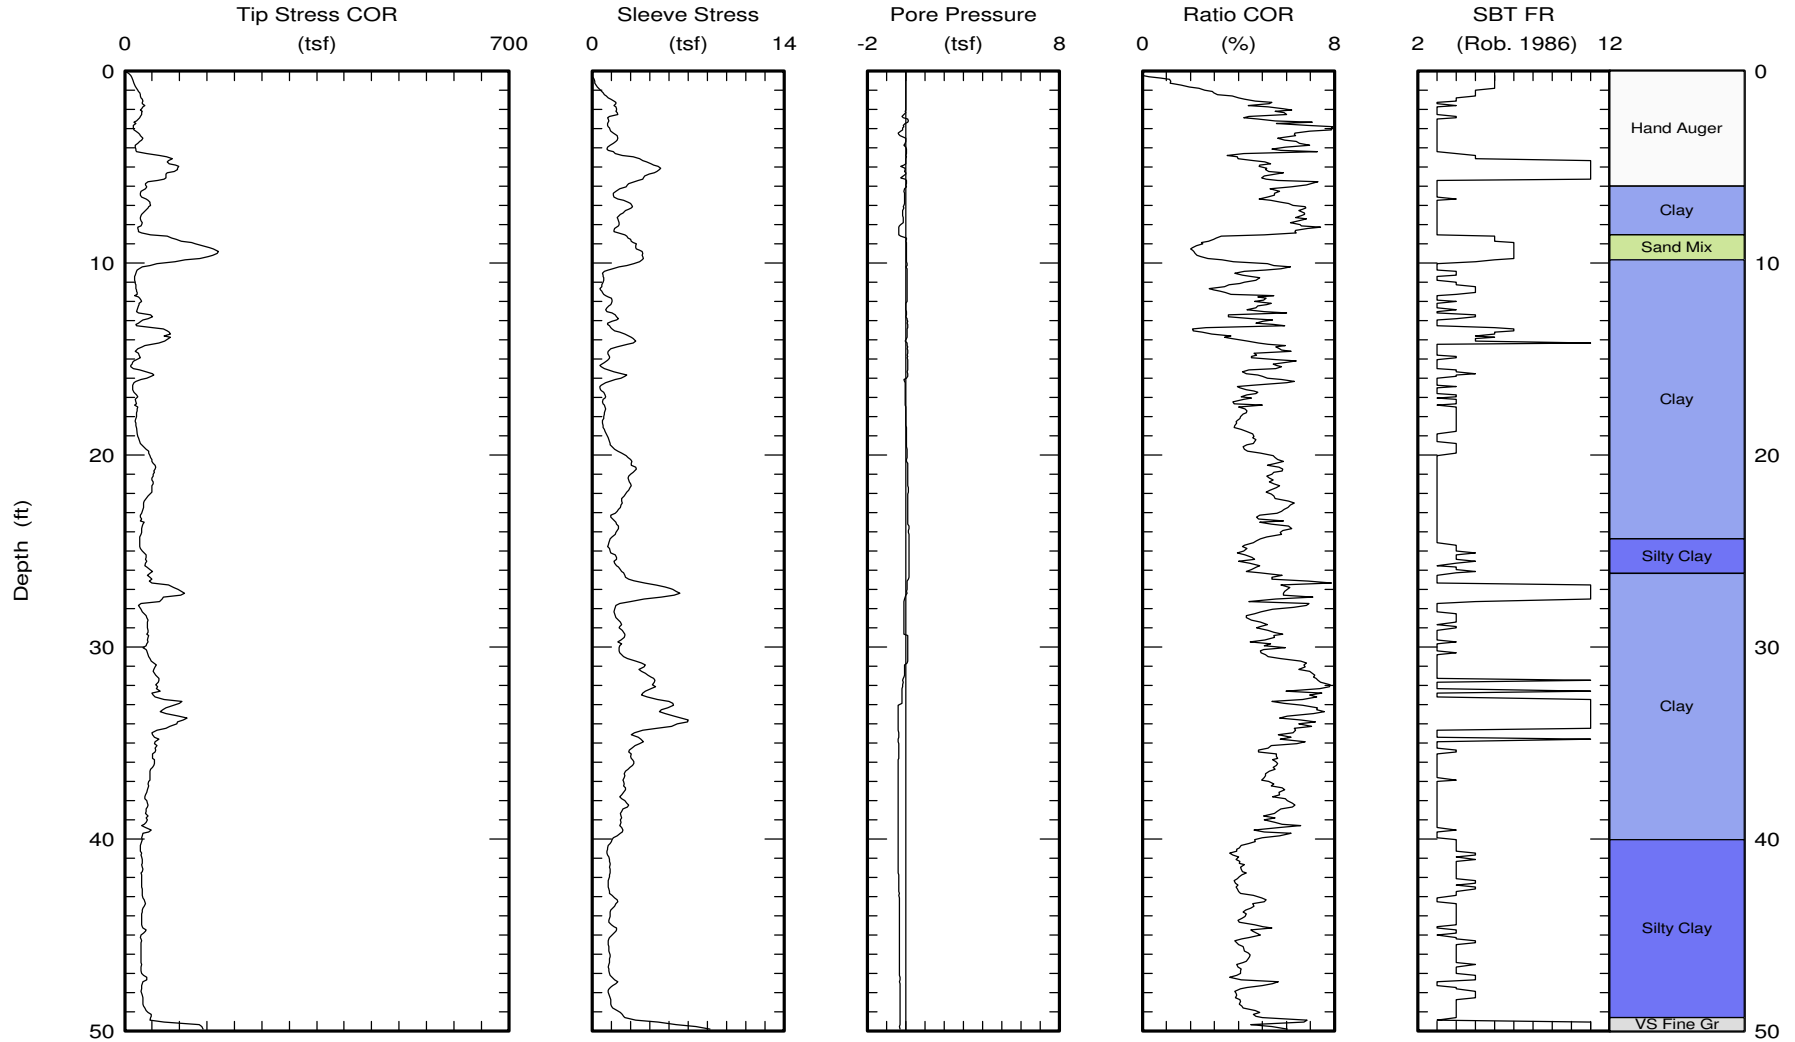 Tip Stress COR Sleeve Stress Pore Pressure Ratio COR SBT FR
0 (tsf) 700 0 (tsf) 14 -2 (tsf) 8 0 (%) 8 2 (Rob. 1986) 12
0 0
Hand Auger
Clay
Sand Mix
10 10
Clay
20 20
Depth (ft)
Silty Clay
30 30
Clay
40 40
Silty Clay
VS Fine Gr
50 50